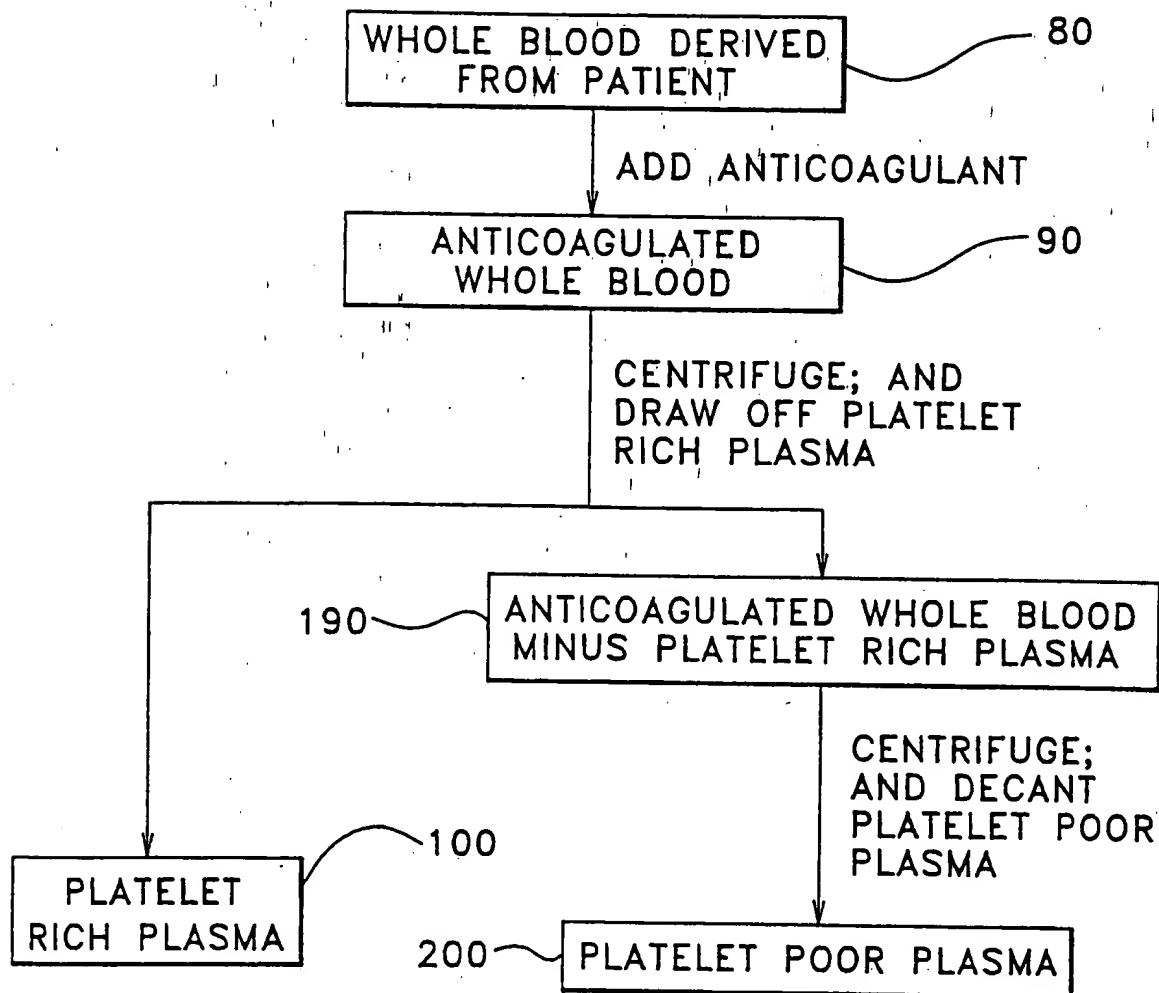 WHOLE BLOOD DERIVED
FROM PATIENT
80
ADD ANTICOAGULANT
ANTICOAGULATED
WHOLE BLOOD
90
CENTRIFUGE; AND
DRAW OFF PLATELET
RICH PLASMA
190
ANTICOAGULATED WHOLE BLOOD
MINUS PLATELET RICH PLASMA
CENTRIFUGE;
AND DECANT
PLATELET POOR
PLASMA
100
PLATELET
RICH PLASMA
200
PLATELET POOR PLASMA